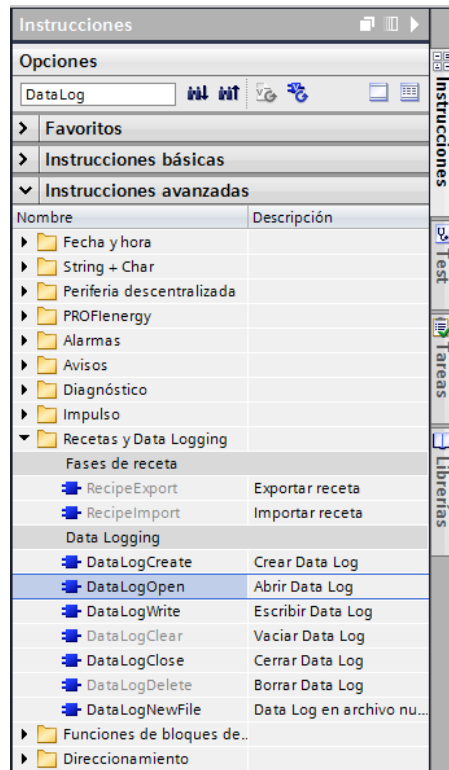 Instrucciones
Opciones
DataLog
Favoritos
Instrucciones básicas
Instrucciones avanzadas
Nombre Descripción
Fecha y hora
String + Char
Periferia descentralizada
PROFIenergy
Alarmas
Avisos
Diagnóstico
Impulso
Recetas y Data Logging
Fases de receta
RecipeExport Exportar receta
RecipeImport Importar receta
Data Logging
DataLogCreate Crear Data Log
DataLogOpen Abrir Data Log
DataLogWrite Escribir Data Log
DataLogClear Vaciar Data Log
DataLogClose Cerrar Data Log
DataLogDelete Borrar Data Log
DataLogNewFile Data Log en archivo nu...
Funciones de bloques de..
Direccionamiento
Instrucciones
Test
Tareas
Librerías